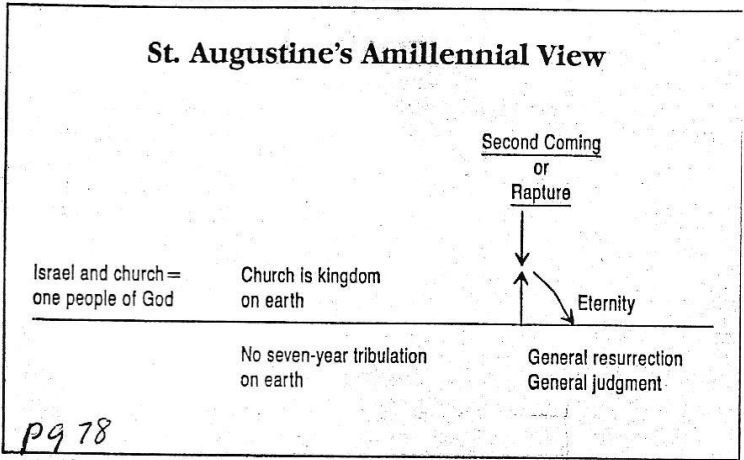 St. Augustine's Amillennial View
Second Coming
or
Rapture
Israel and church =
one people of God
Church is kingdom
on earth
Eternity
No seven-year tribulation
on earth
General resurrection
General judgment
pg 78